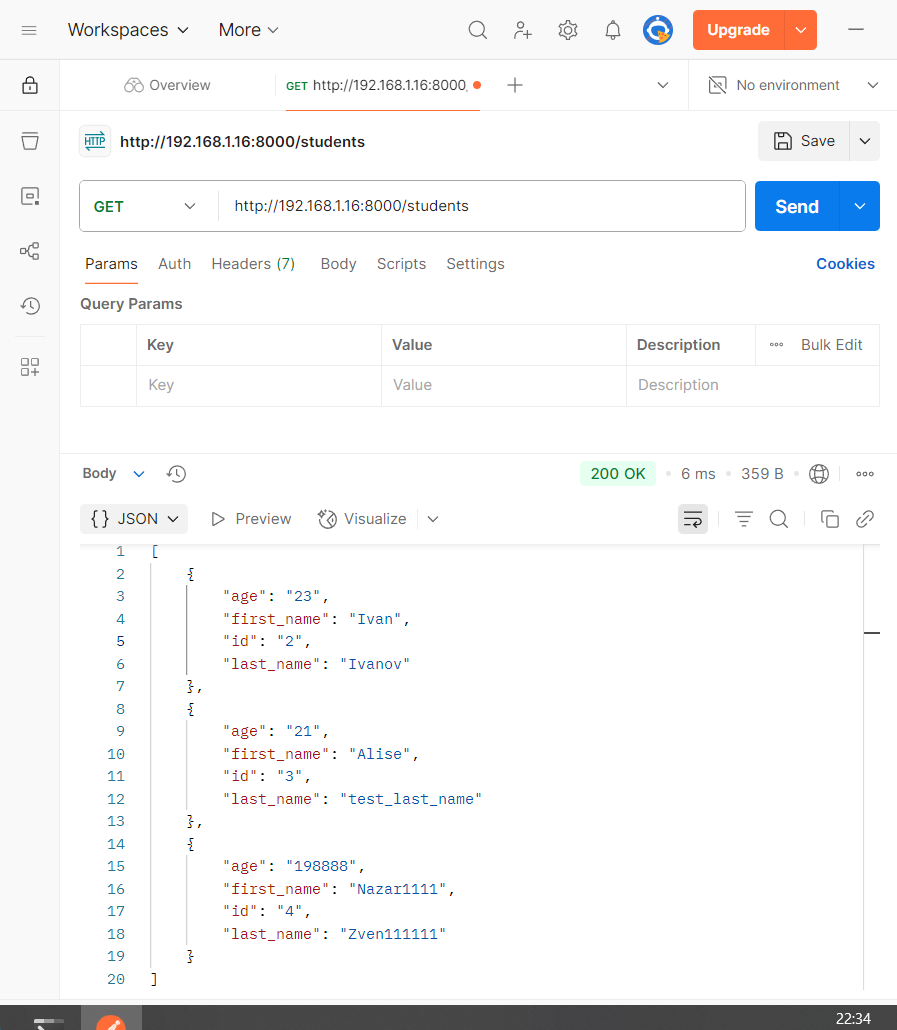 Workspaces More Upgrade
Overview GET http://192.168.1.16:8000, No environment
HTTP http://192.168.1.16:8000/students Save
GET http://192.168.1.16:8000/students Send
Params Auth Headers (7) Body Scripts Settings Cookies
Query Params
Key Value Description Bulk Edit
Key Value Description
Body 200 OK 6 ms 359 B
{} JSON Preview Visualize
1 [
2 {
3 "age": "23",
4 "first_name": "Ivan",
5 "id": "2",
6 "last_name": "Ivanov"
7 },
8 {
9 "age": "21",
10 "first_name": "Alise",
11 "id": "3",
12 "last_name": "test_last_name"
13 },
14 {
15 "age": "198888",
16 "first_name": "Nazar1111",
17 "id": "4",
18 "last_name": "Zven111111"
19 }
20 ]
22:34